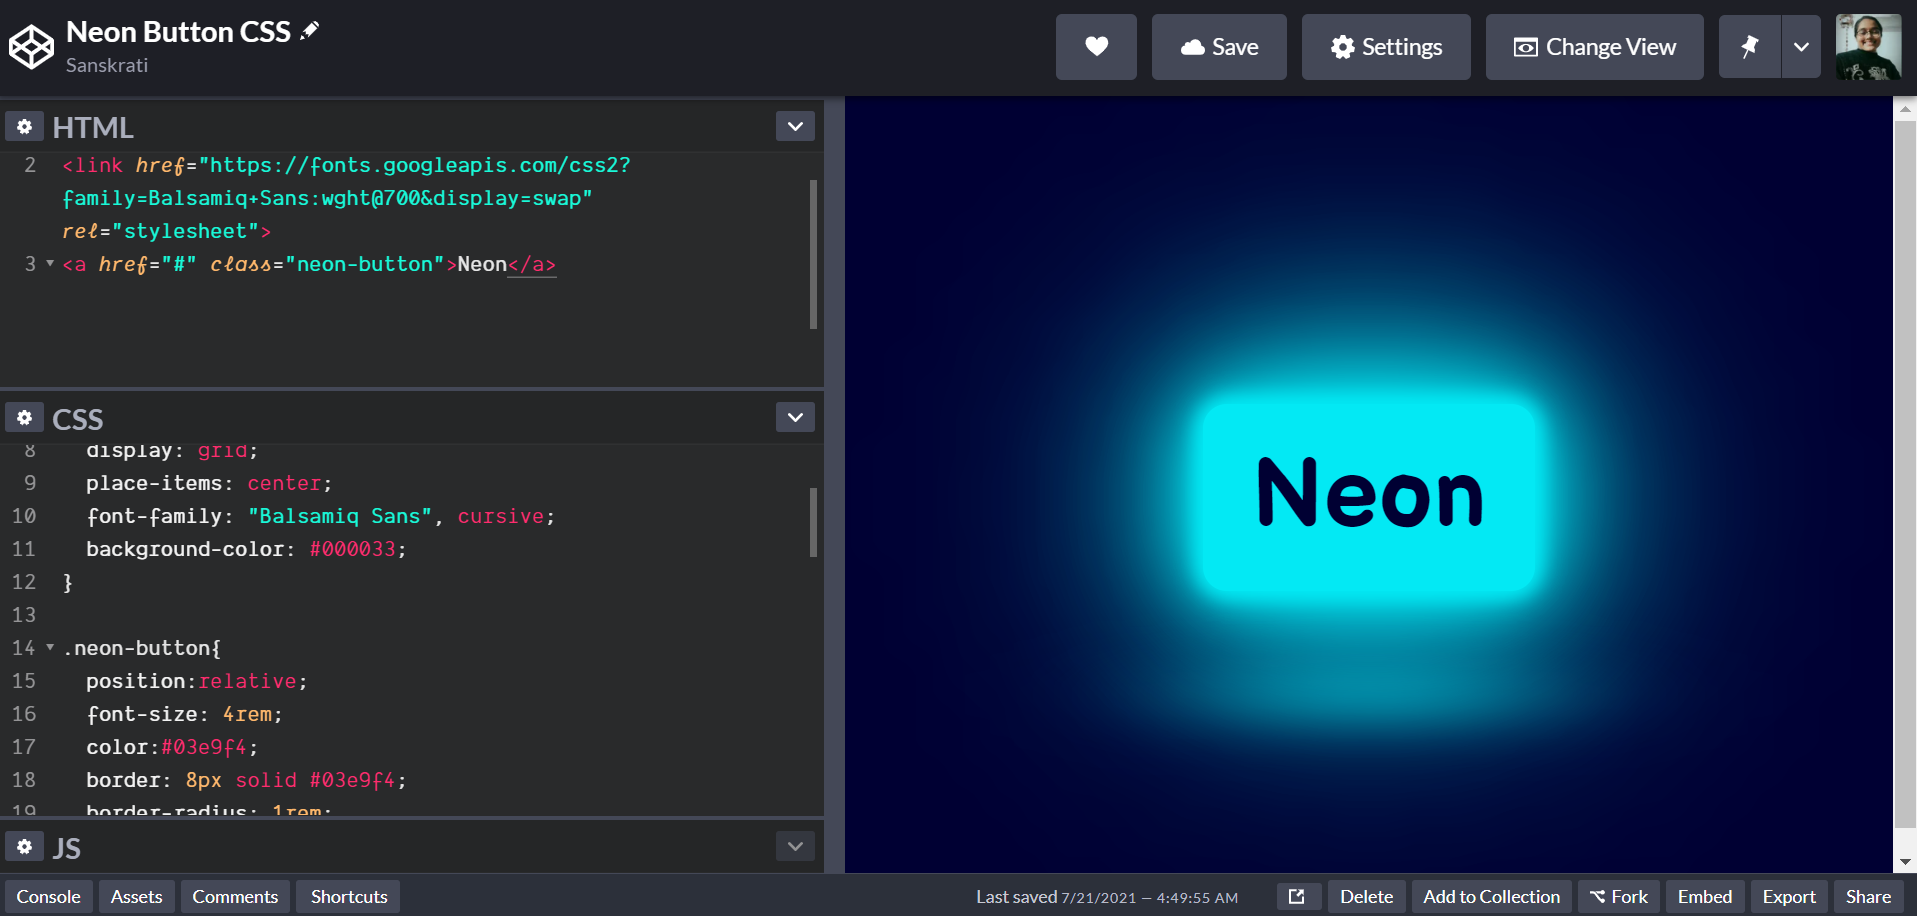 Neon Button CSS
Sanskrati
Save
Settings
Change View
HTML
2 <link href="https://fonts.googleapis.com/css2?
family=Balsamiq+Sans:wght@700&display=swap"
rel="stylesheet">
3 <a href="#" class="neon-button">Neon</a>
CSS
8 display: grid;
9 place-items: center;
10 font-family: "Balsamiq Sans", cursive;
11 background-color: #000033;
12 }
13
14 .neon-button{
15 position:relative;
16 font-size: 4rem;
17 color:#03e9f4;
18 border: 8px solid #03e9f4;
19 border-radius: 1rem;
JS
Neon
Console Assets Comments Shortcuts
Last saved 7/21/2021 — 4:49:55 AM
Delete Add to Collection Fork Embed Export Share